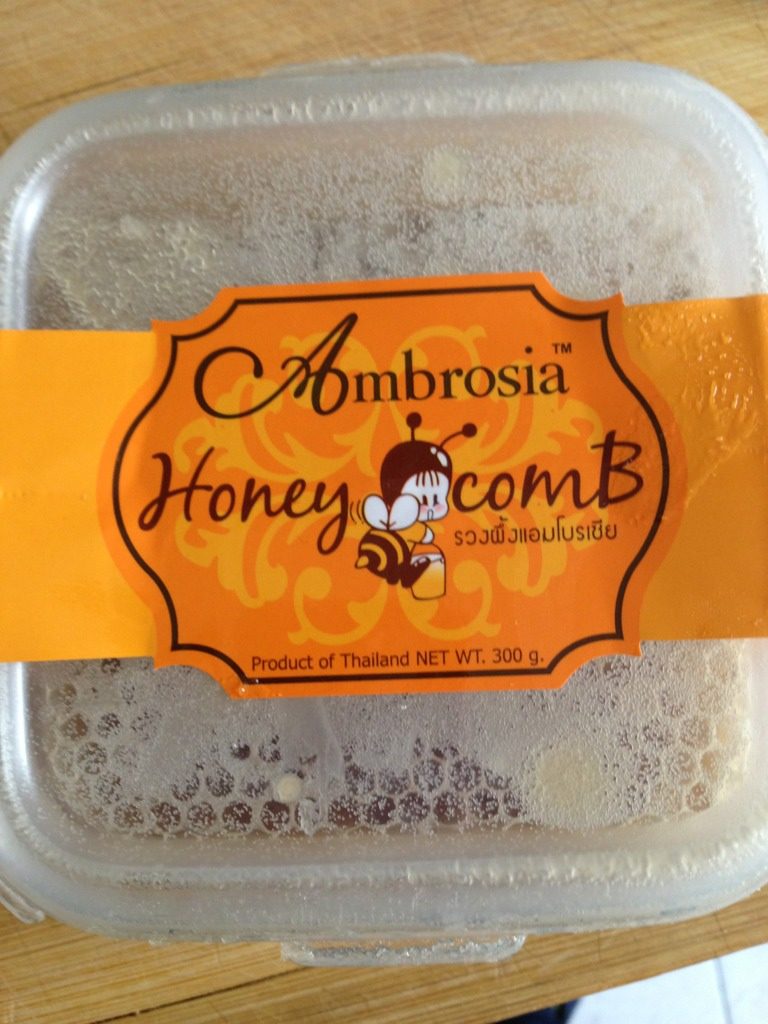 Ambrosia™
Honey comB
รวงผึ้งแอมโบรเซีย
Product of Thailand NET WT. 300 g.